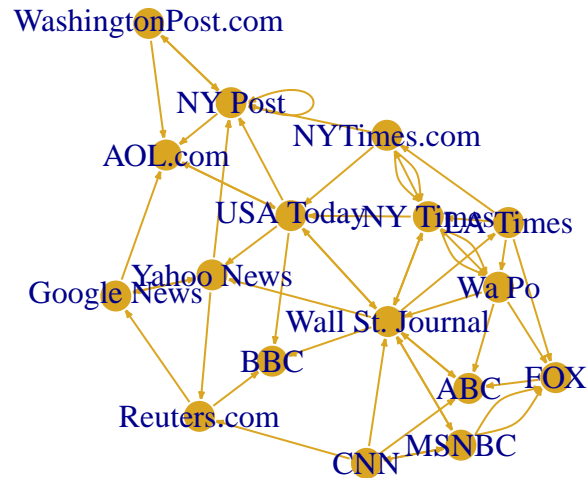 WashingtonPost.com
NY Post
NYTimes.com
AOL.com
USA Today
NY Times
LA Times
Yahoo News
Google News
Wa Po
Wall St. Journal
BBC
ABC
FOX
Reuters.com
MSNBC
CNN